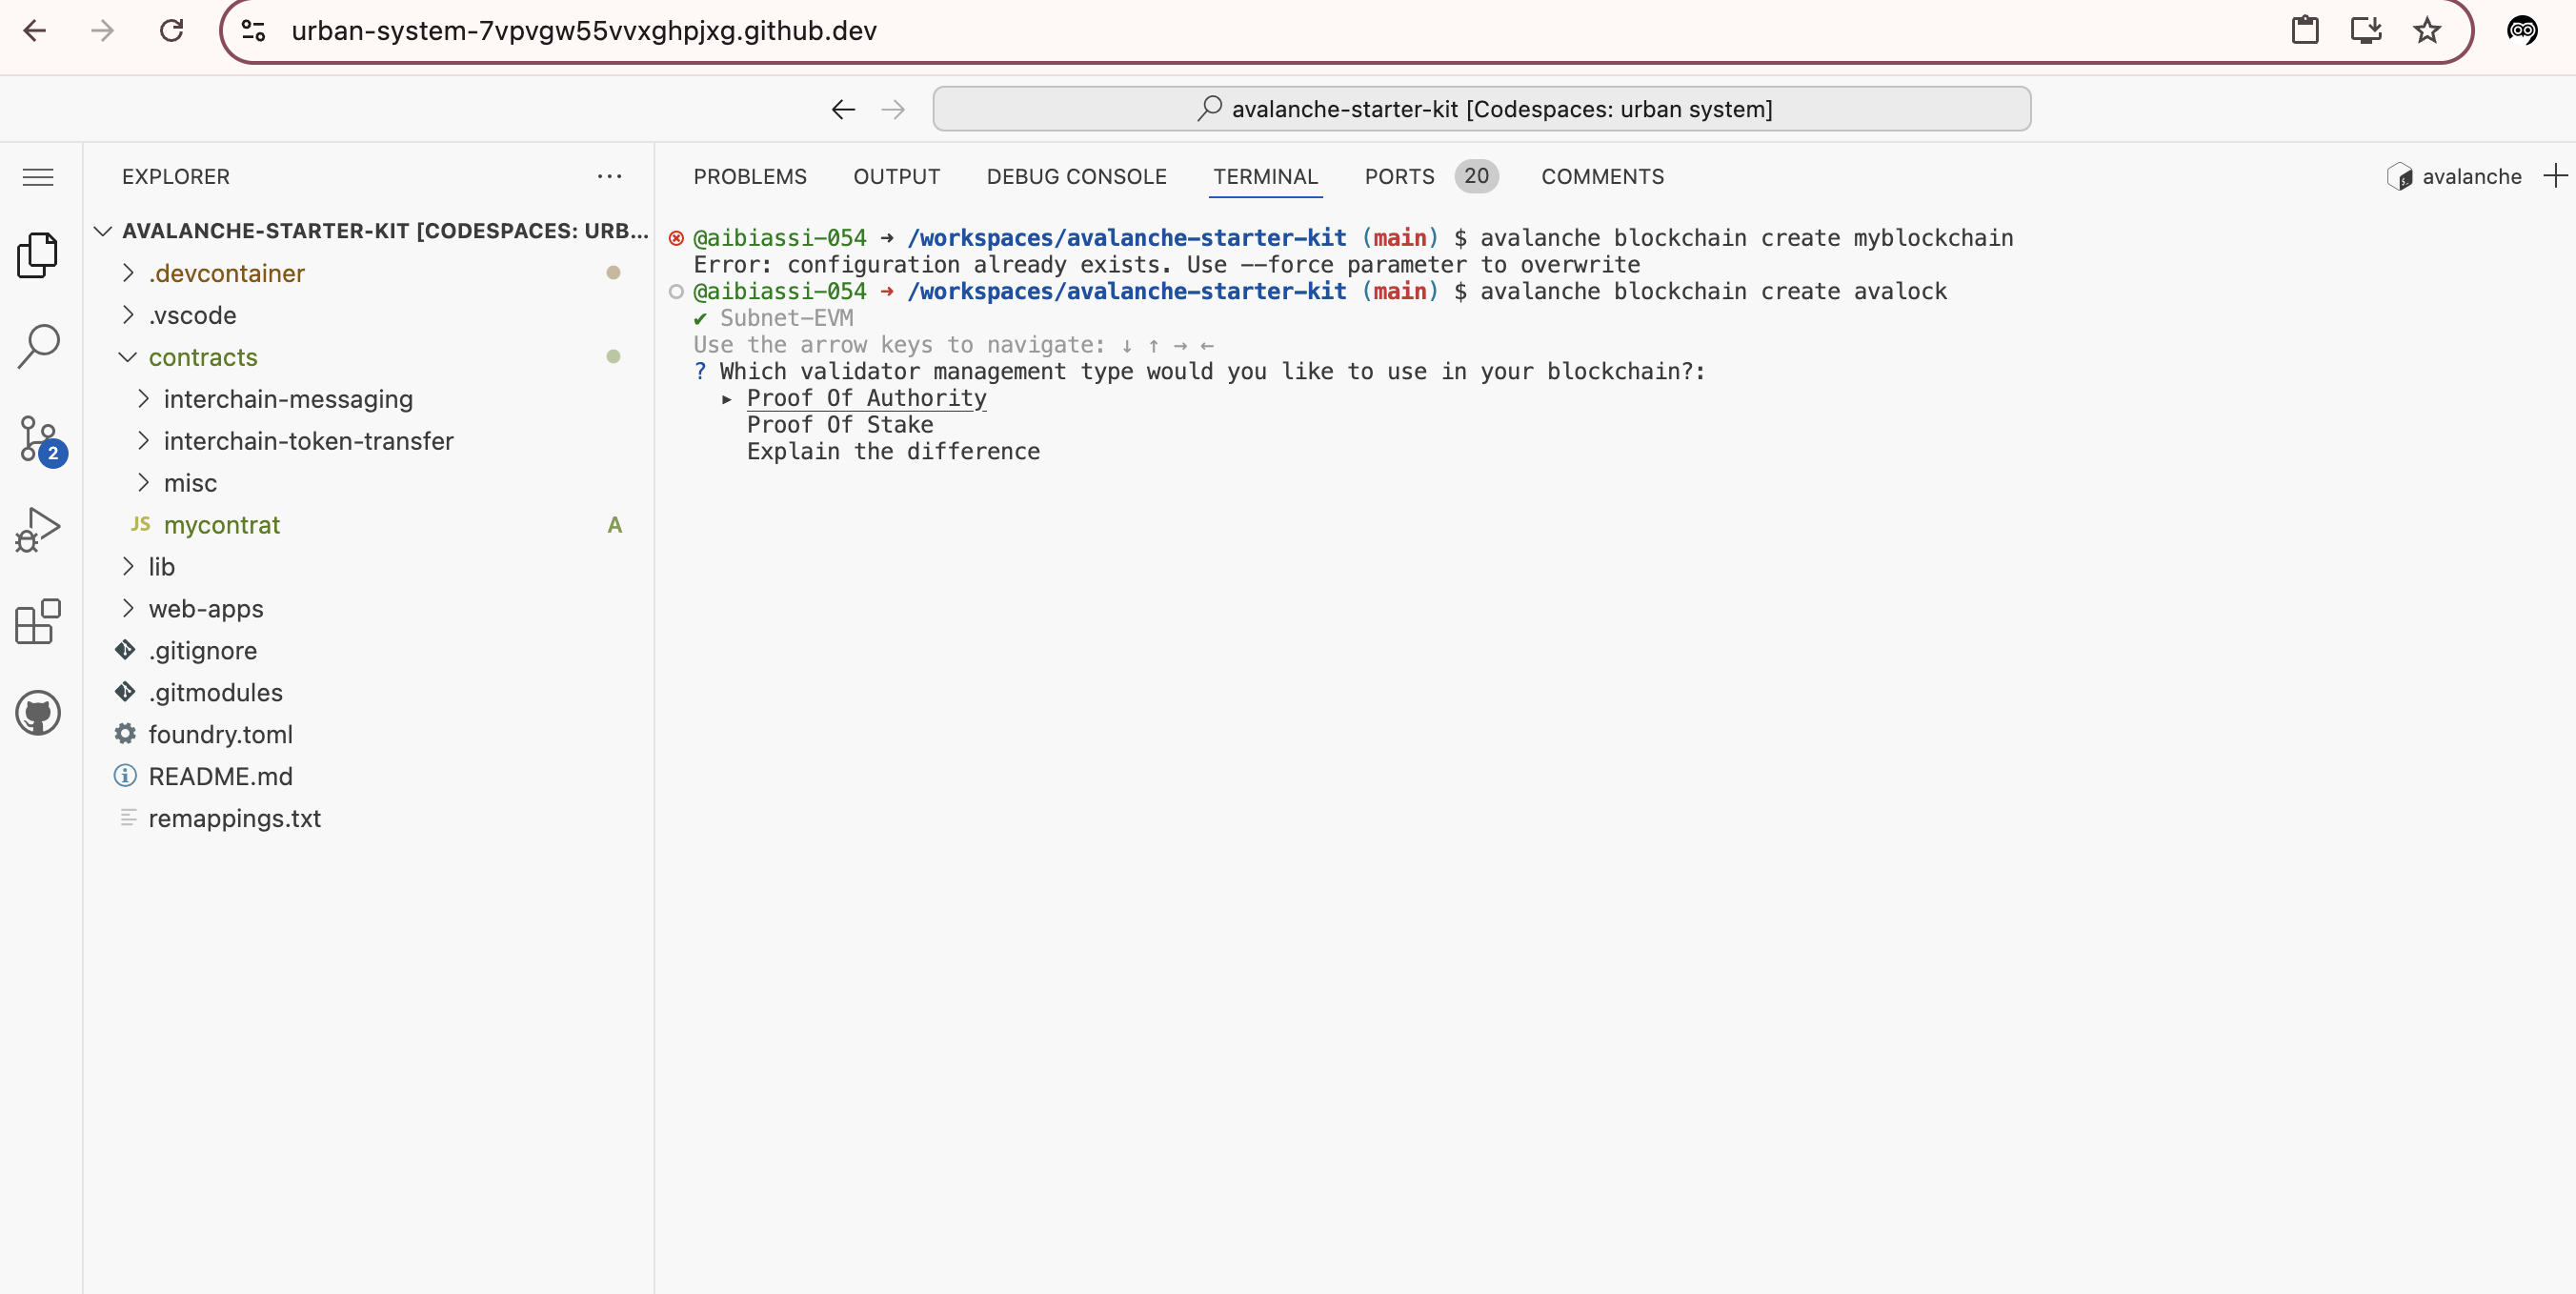 urban-system-7vpvgw55vvxghpjxg.github.dev
avalanche-starter-kit [Codespaces: urban system]
EXPLORER
AVALANCHE-STARTER-KIT [CODESPACES: URB...
.devcontainer
.vscode
contracts
interchain-messaging
interchain-token-transfer
misc
JS mycontrat A
lib
web-apps
.gitignore
.gitmodules
foundry.toml
README.md
remappings.txt
2
PROBLEMS OUTPUT DEBUG CONSOLE TERMINAL PORTS 20 COMMENTS
avalanche
@aibiassi-054 → /workspaces/avalanche-starter-kit (main) $ avalanche blockchain create myblockchain
Error: configuration already exists. Use --force parameter to overwrite
@aibiassi-054 → /workspaces/avalanche-starter-kit (main) $ avalanche blockchain create avalock
✔ Subnet-EVM
Use the arrow keys to navigate: ↓ ↑ → ←
? Which validator management type would you like to use in your blockchain?:
▸ Proof Of Authority
Proof Of Stake
Explain the difference